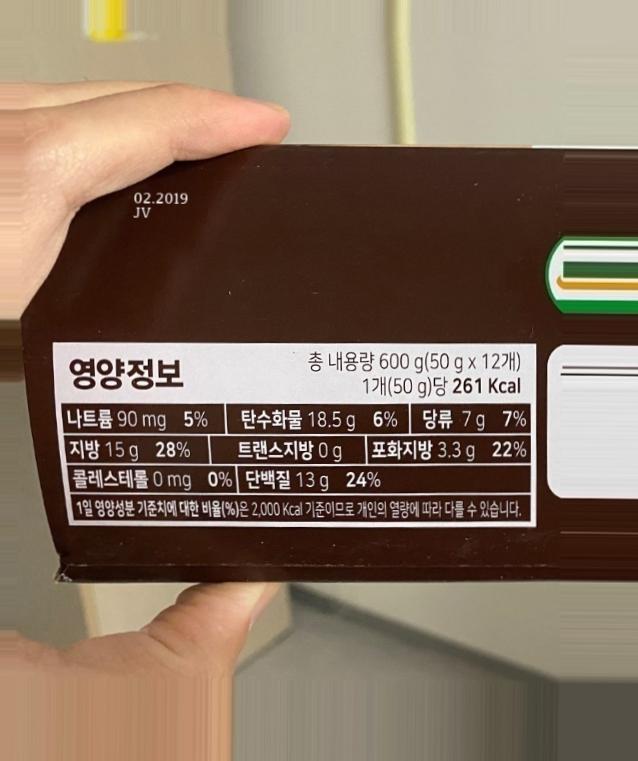 02.2019
JV
영양정보
총 내용량 600 g(50 g x 12개)
1개(50 g)당 261 Kcal
나트륨 90 mg 5% 탄수화물 18.5 g 6% 당류 7 g 7%
지방 15 g 28% 트랜스지방 0 g 포화지방 3.3 g 22%
콜레스테롤 0 mg 0% 단백질 13 g 24%
1일 영양성분 기준치에 대한 비율(%)은 2,000 Kcal 기준이므로 개인의 열량에 따라 다를 수 있습니다.